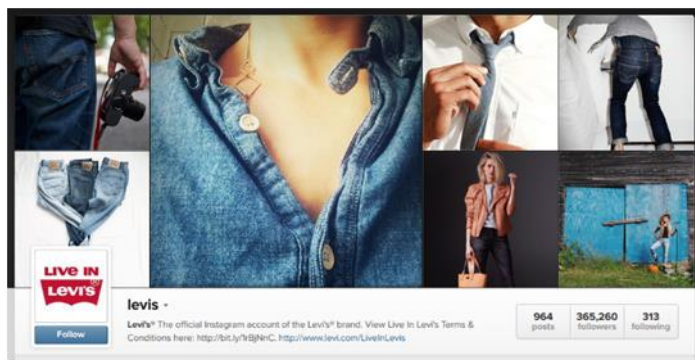 LIVE IN
LEVI'S®
Follow
levis
Levi's® The official Instagram account of the Levi's® brand. View Live In Levi's Terms &
Conditions here: http://bit.ly/1rBjNnC. http://www.levi.com/LiveInLevis
964
posts
365,260
followers
313
following